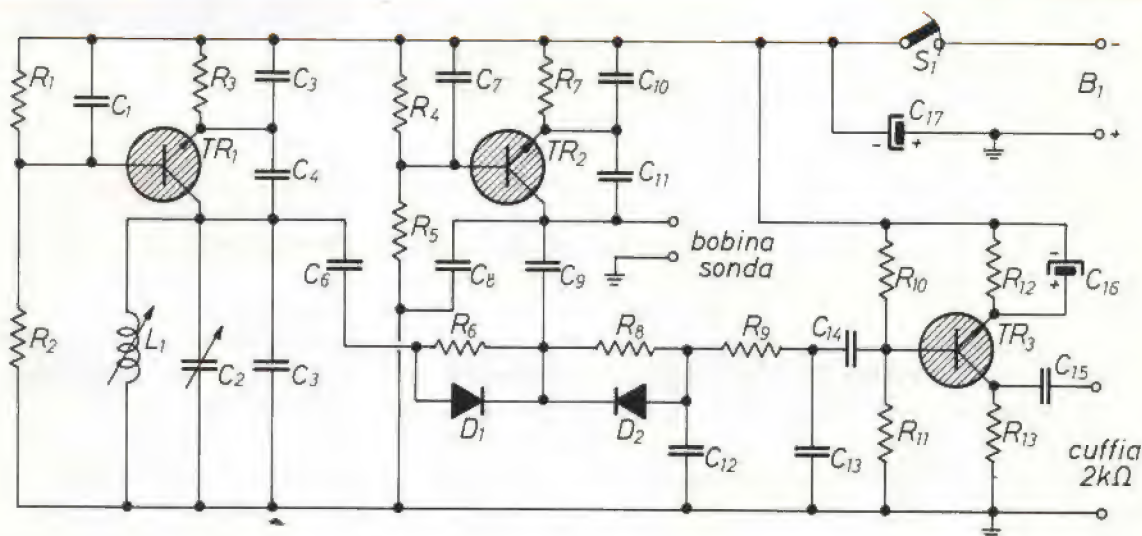 R1
C1
R3
C3
TR1
C4
R2
L1
C2
C3
C6
R4
C7
R7
C10
TR2
C11
R5
C8
C9
bobina
sonda
R6
D1
R8
D2
C12
R9
C13
C14
S1
B1
-
+
C17
- +
R10
R12
-
+
C16
TR3
C15
R11
R13
cuffia
2kΩ